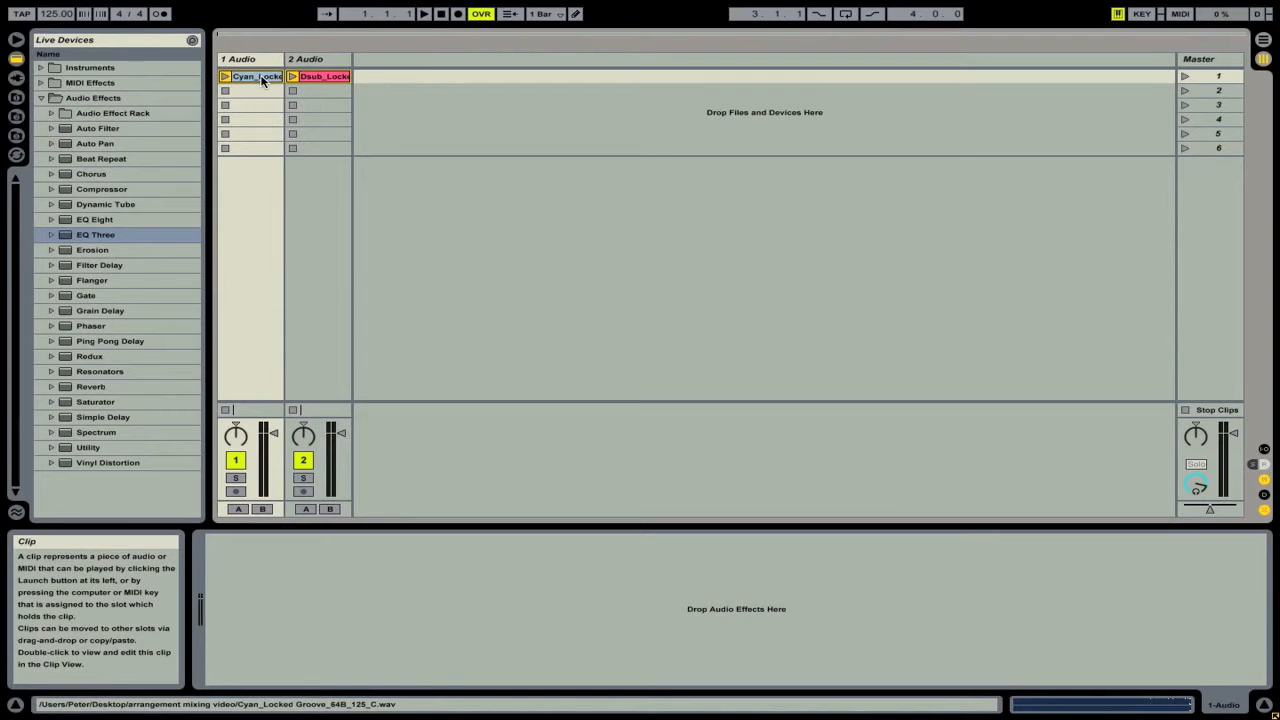 TAP 125.00 4 / 4 1. 1. 1 OVR 1 Bar 3. 1. 1 4. 0. 0 KEY MIDI 0 % D
Live Devices
Name
Instruments
MIDI Effects
Audio Effects
Audio Effect Rack
Auto Filter
Auto Pan
Beat Repeat
Chorus
Compressor
Dynamic Tube
EQ Eight
EQ Three
Erosion
Filter Delay
Flanger
Gate
Grain Delay
Phaser
Ping Pong Delay
Redux
Resonators
Reverb
Saturator
Simple Delay
Spectrum
Utility
Vinyl Distortion
1 Audio 2 Audio Master
Cyan_Locke Dsub_Locke 1
2
Drop Files and Devices Here
3
4
5
6
Stop Clips
1 2
S S Solo
A B A B
S R
D
Clip
A clip represents a piece of audio or
MIDI that can be played by clicking the
Launch button at its left, or by
pressing the computer or MIDI key
that is assigned to the slot which
holds the clip.
Clips can be moved to other slots via
drag-and-drop or copy/paste.
Double-click to view and edit this clip
in the Clip View.
Drop Audio Effects Here
/Users/Peter/Desktop/arrangement mixing video/Cyan_Locked Groove_64B_125_C.wav
1-Audio